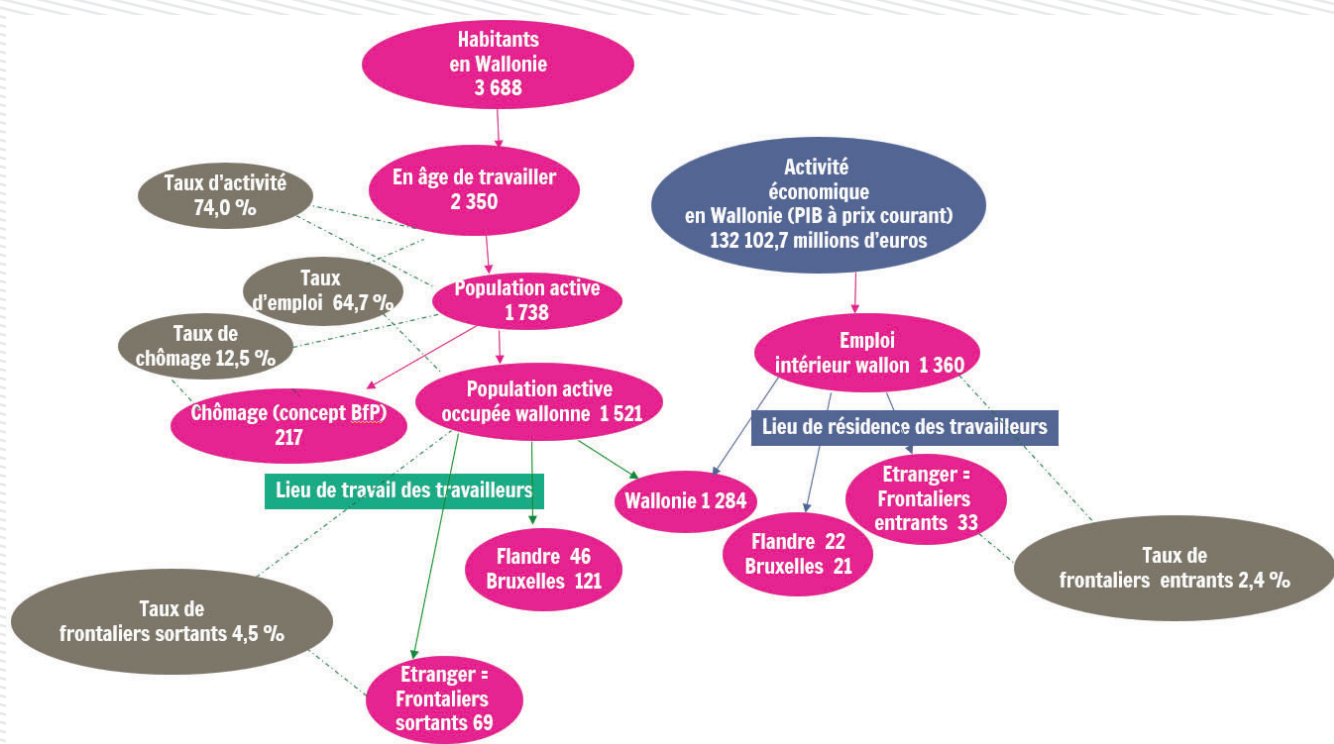 Habitants
en Wallonie
3 688
En âge de travailler
2 350
Taux d'activité
74,0 %
Activité
économique
en Wallonie (PIB à prix courant)
132 102,7 millions d'euros
Taux
d'emploi 64,7 %
Population active
1 738
Taux de
chômage 12,5 %
Emploi
intérieur wallon 1 360
Chômage (concept BfP)
217
Population active
occupée wallonne 1 521
Lieu de résidence des travailleurs
Lieu de travail des travailleurs
Wallonie 1 284
Etranger =
Frontaliers
entrants 33
Flandre 46
Bruxelles 121
Flandre 22
Bruxelles 21
Taux de
frontaliers entrants 2,4 %
Taux de
frontaliers sortants 4,5 %
Etranger =
Frontaliers
sortants 69